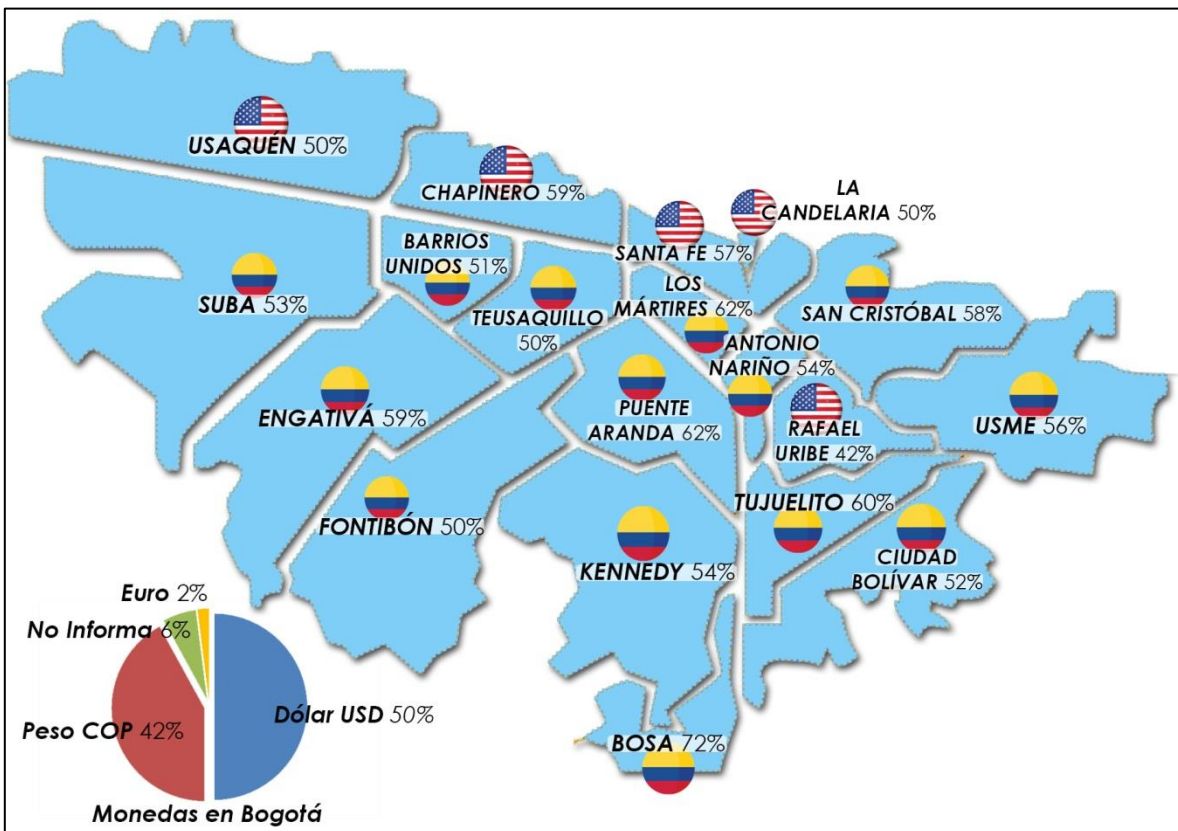 USAQUÉN 50%
CHAPINERO 59%
LA
CANDELARIA 50%
SANTA FE 57%
BARRIOS
UNIDOS 51%
SUBA 53%
TEUSAQUILLO
50%
LOS
MÁRTIRES 62%
SAN CRISTÓBAL 58%
ANTONIO
NARIÑO 54%
ENGATIVÁ 59%
PUENTE
ARANDA 62%
RAFAEL
URIBE 42%
USME 56%
FONTIBÓN 50%
KENNEDY 54%
TUJUELITO 60%
CIUDAD
BOLÍVAR 52%
BOSA 72%
Euro 2%
No Informa 6%
Peso COP 42%
Dólar USD 50%
Monedas en Bogotá